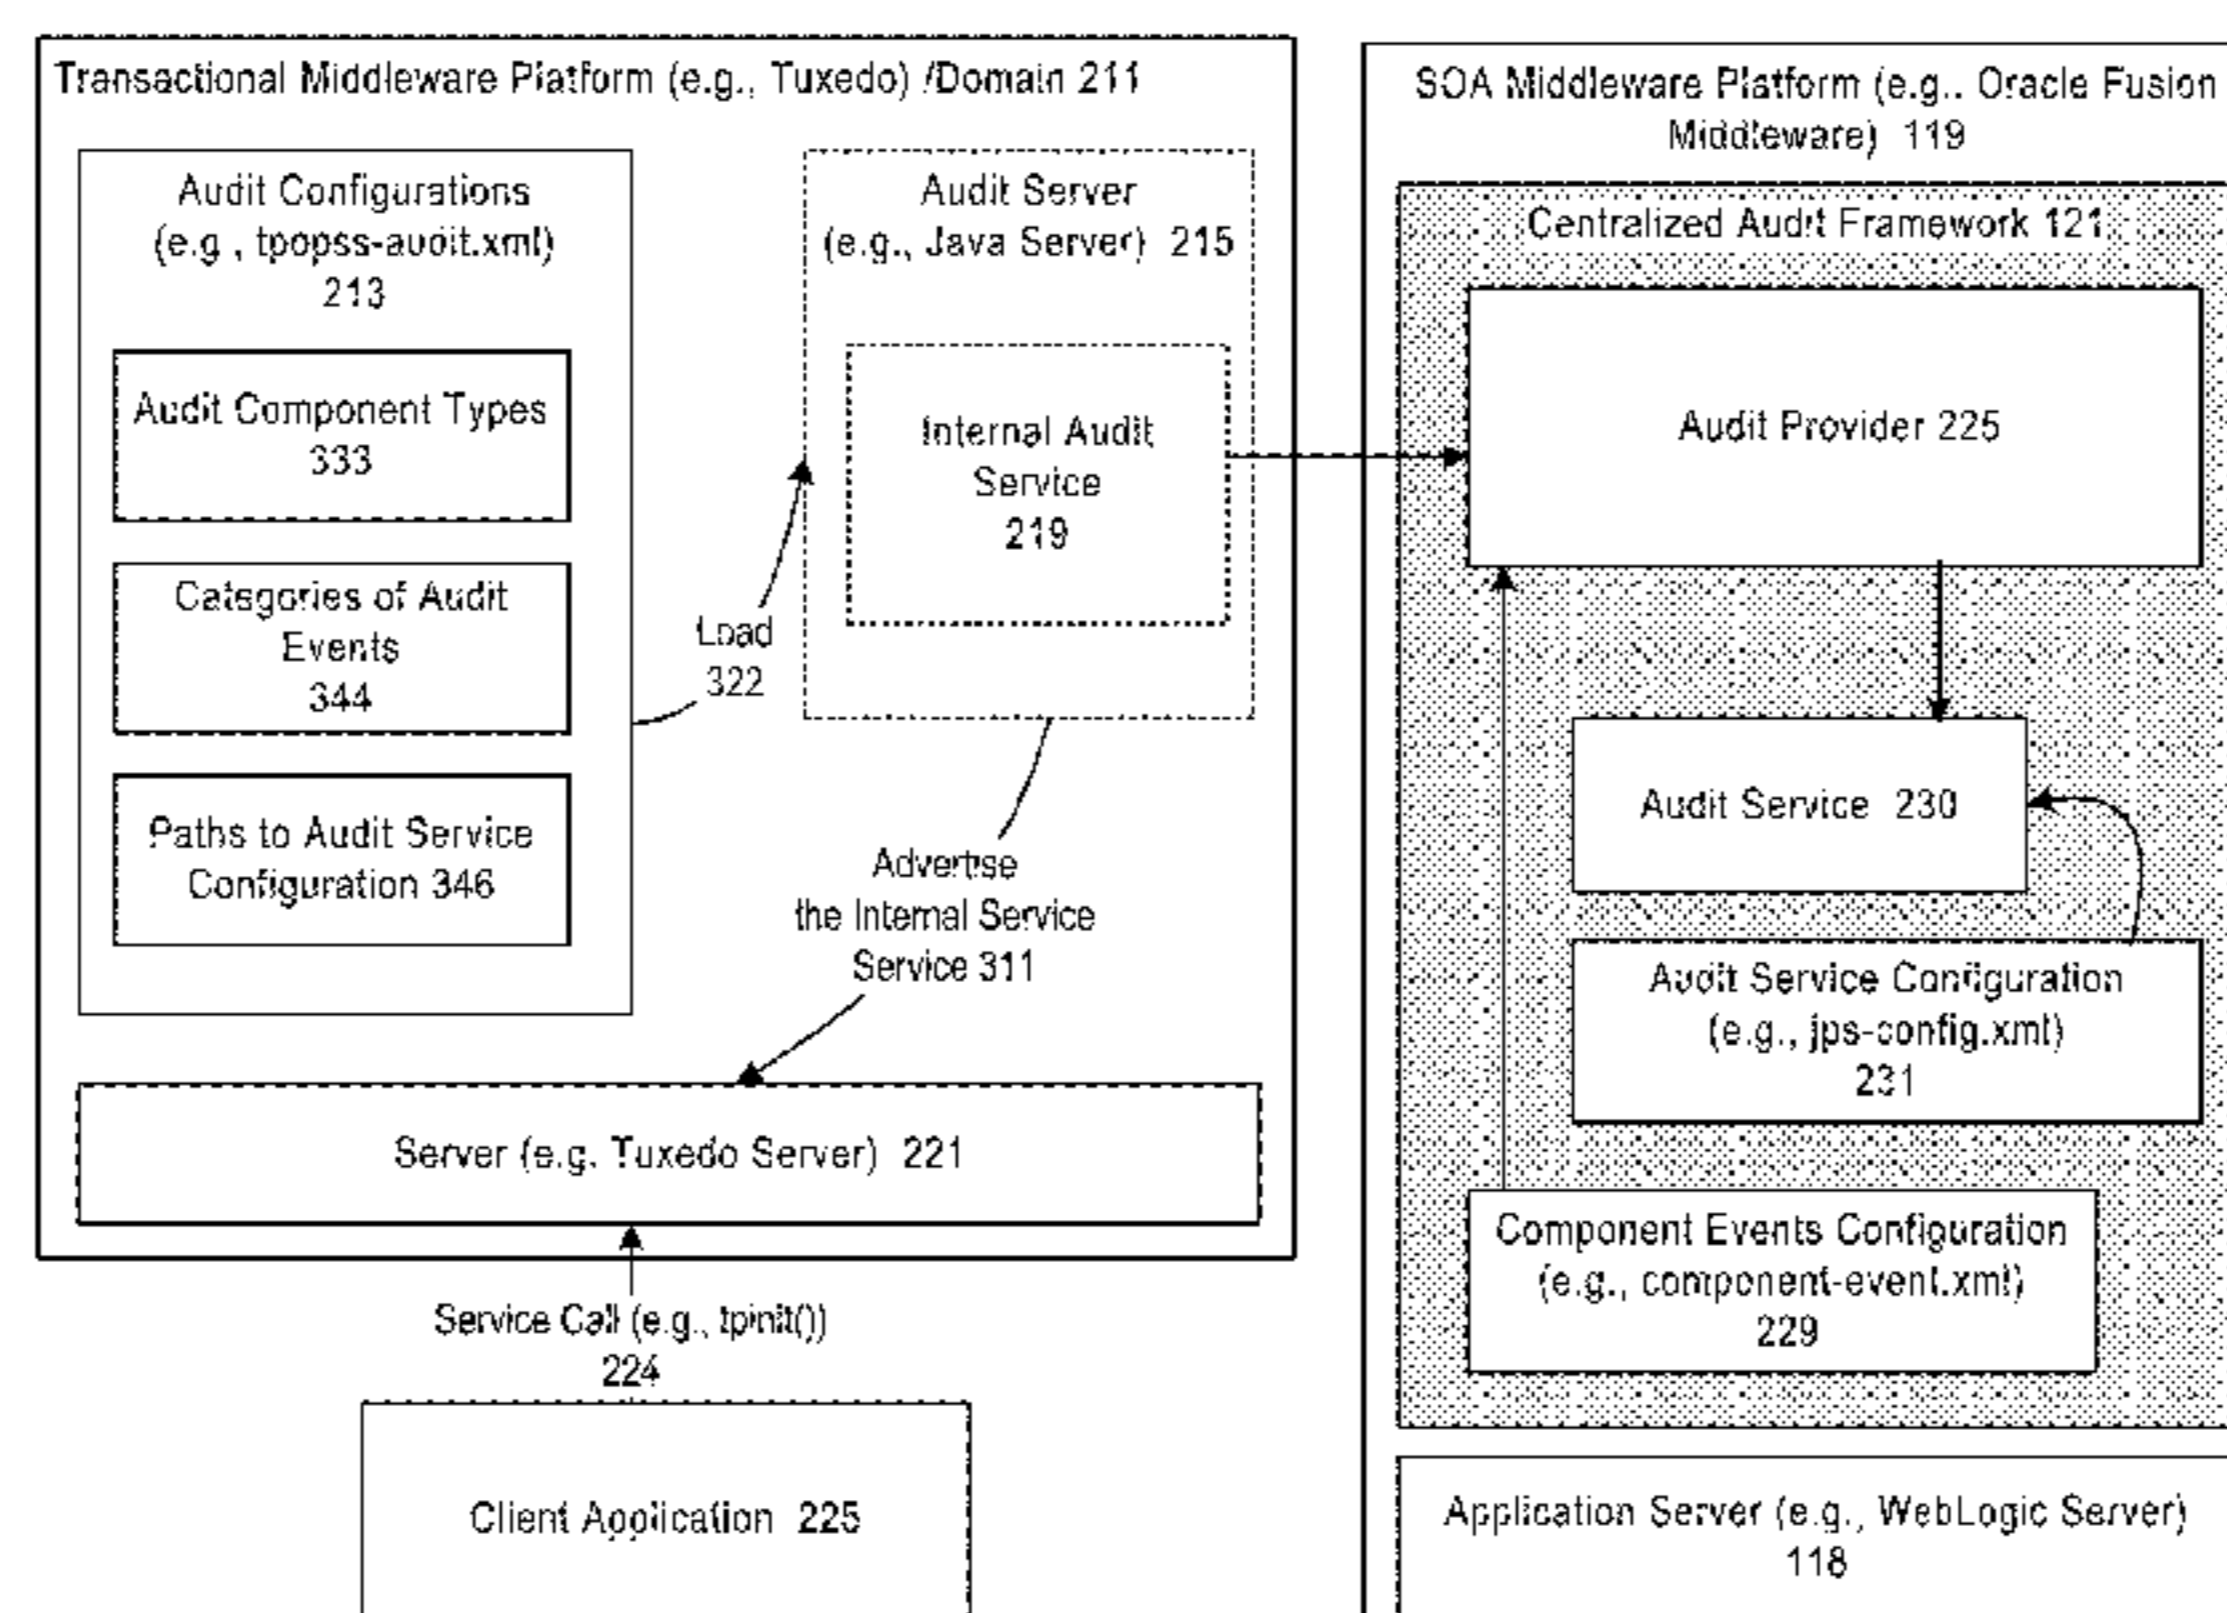 Transactional Middleware Platform (e.g., Tuxedo) /Domain 211
Audit Configurations
(e.g , tpopss-audit.xml)
213
Audit Component Types
333
Categories of Audit
Events
344
Paths to Audit Service
Configuration 346
Load
322
Audit Server
(e.g., Java Server) 215
Internal Audit
Service
219
Advertise
the Internal Service
Service 311
Server (e.g. Tuxedo Server) 221
Service Call (e.g., tpinit())
224
Client Application 225
SOA Middleware Platform (e.g.. Oracle Fusion
Middleware) 119
Centralized Audit Framework 121
Audit Provider 225
Audit Service 230
Audit Service Configuration
(e.g., jps-config.xml)
231
Component Events Configuration
(e.g., component-event.xml)
229
Application Server (e.g., WebLogic Server)
118